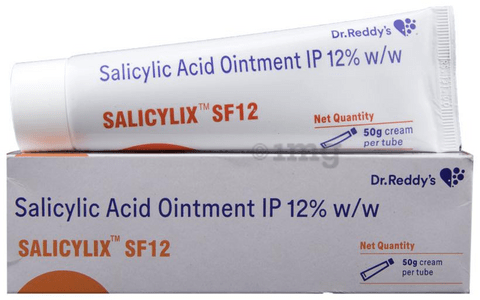 Dr.Reddy's
Salicylic Acid Ointment IP 12% w/w
SALICYLIX™ SF12
Net Quantity
50g cream
per tube
1mg
Dr.Reddy's
Salicylic Acid Ointment IP 12% w/w
SALICYLIX™ SF12
Net Quantity
50g cream
per tube